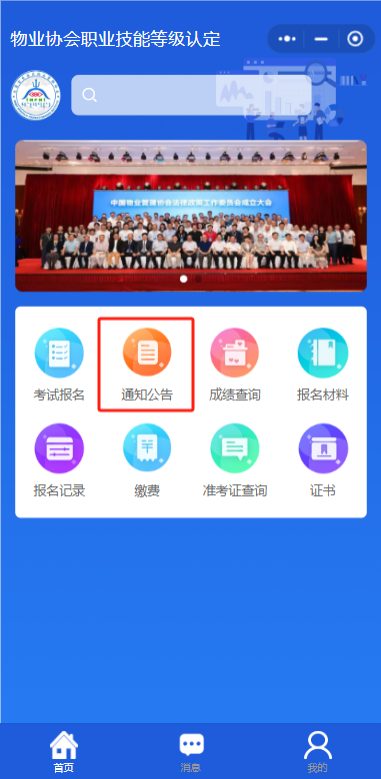 物业协会职业技能等级认定
中国物业管理协会法律政策工作委员会成立大会
考试报名 通知公告 成绩查询 报名材料
报名记录 缴费 准考证查询 证书
首页 消息 我的